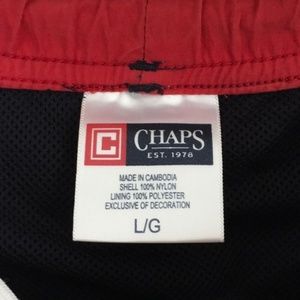 C CHAPS
EST. 1978
MADE IN CAMBODIA
SHELL 100% NYLON
LINING 100% POLYESTER
EXCLUSIVE OF DECORATION
L/G